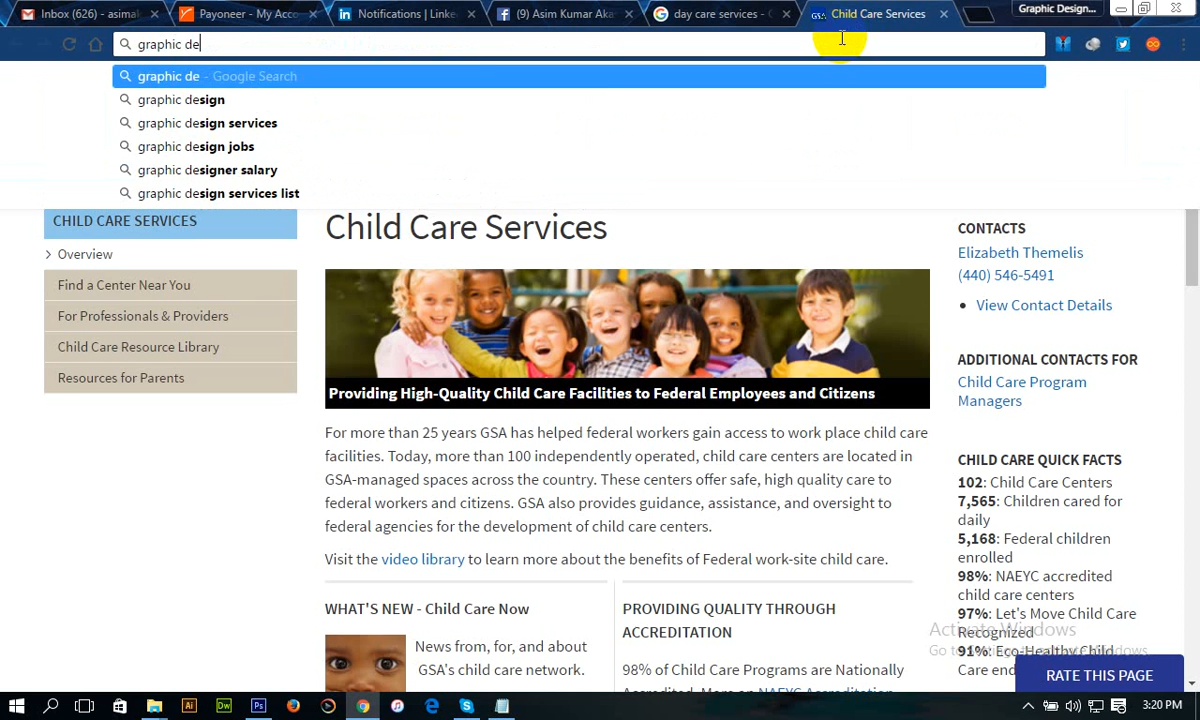 Inbox (626) - asimal
Payoneer - My Acco
Notifications | Linke
(9) Asim Kumar Aka
day care services - G
GSA Child Care Services
Graphic Design...
graphic de
graphic de - Google Search
graphic design
graphic design services
graphic design jobs
graphic designer salary
graphic design services list
CHILD CARE SERVICES
Overview
Find a Center Near You
For Professionals & Providers
Child Care Resource Library
Resources for Parents
Child Care Services
Providing High-Quality Child Care Facilities to Federal Employees and Citizens
For more than 25 years GSA has helped federal workers gain access to work place child care
facilities. Today, more than 100 independently operated, child care centers are located in
GSA-managed spaces across the country. These centers offer safe, high quality care to
federal workers and citizens. GSA also provides guidance, assistance, and oversight to
federal agencies for the development of child care centers.
Visit the video library to learn more about the benefits of Federal work-site child care.
WHAT'S NEW - Child Care Now
News from, for, and about
GSA's child care network.
PROVIDING QUALITY THROUGH
ACCREDITATION
98% of Child Care Programs are Nationally
Accredited. More on NAEYC Accreditation
CONTACTS
Elizabeth Themelis
(440) 546-5491
View Contact Details
ADDITIONAL CONTACTS FOR
Child Care Program
Managers
CHILD CARE QUICK FACTS
102: Child Care Centers
7,565: Children cared for
daily
5,168: Federal children
enrolled
98%: NAEYC accredited
child care centers
97%: Let's Move Child Care
Recognized
91%: Eco-Healthy Child
Care
Activate Windows
RATE THIS PAGE
Ai
Dw
Ps
3:20 PM